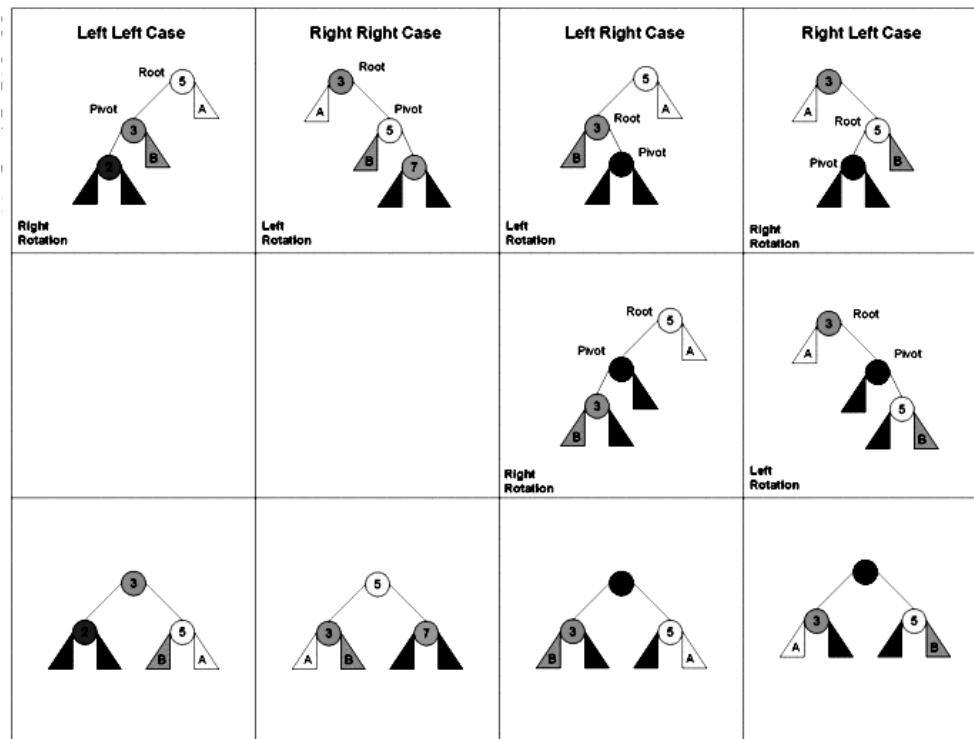 Left Left Case
Right Right Case
Left Right Case
Right Left Case
Root
5
A
Pivot
3
B
2
Right
Rotation
3
Root
A
Pivot
5
B
7
Left
Rotation
5
A
3
Root
B
Pivot
Left
Rotation
3
A
Root
5
Pivot
B
Right
Rotation
Root
5
A
Pivot
3
B
Right
Rotation
3
Root
A
Pivot
5
B
Left
Rotation
3
2
5
B
A
5
3
7
A
B
3
5
B
A
3
5
A
B